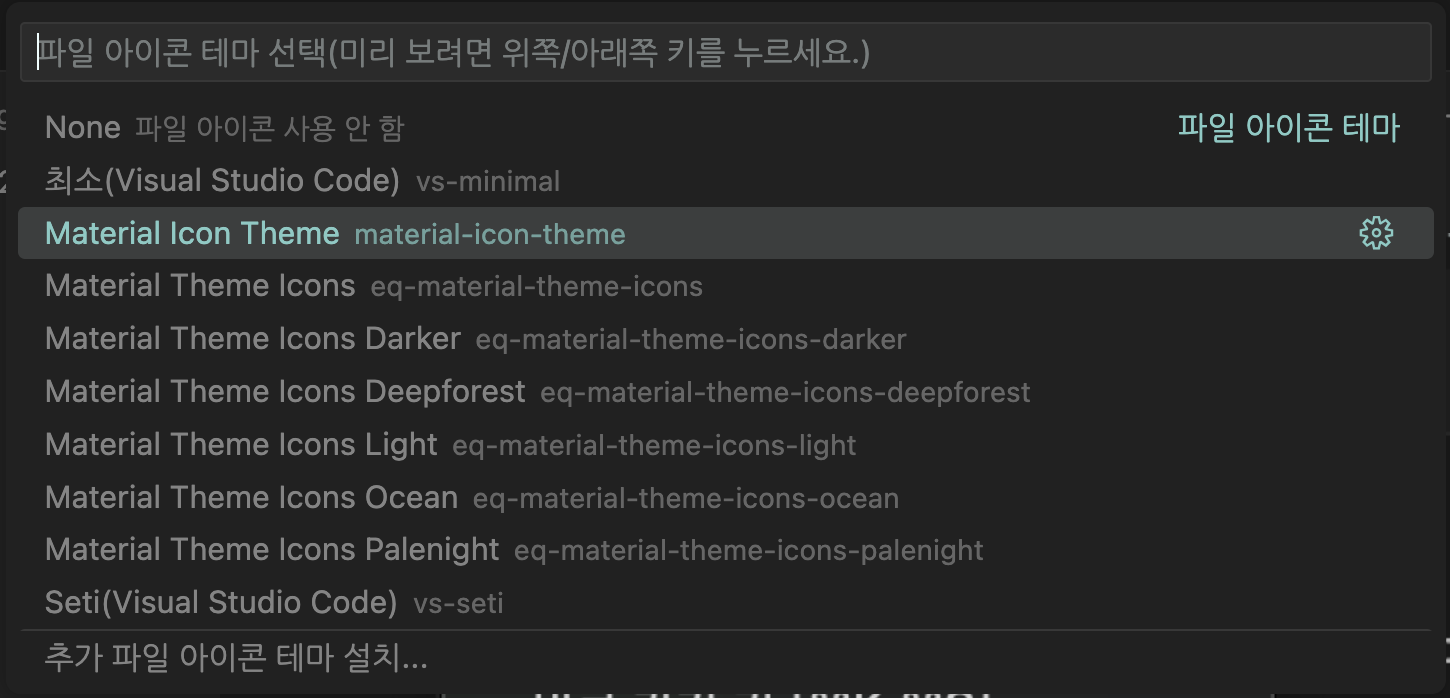 파일 아이콘 테마 선택(미리 보려면 위쪽/아래쪽 키를 누르세요.)
None 파일 아이콘 사용 안 함 파일 아이콘 테마
최소(Visual Studio Code) vs-minimal
Material Icon Theme material-icon-theme
Material Theme Icons eq-material-theme-icons
Material Theme Icons Darker eq-material-theme-icons-darker
Material Theme Icons Deepforest eq-material-theme-icons-deepforest
Material Theme Icons Light eq-material-theme-icons-light
Material Theme Icons Ocean eq-material-theme-icons-ocean
Material Theme Icons Palenight eq-material-theme-icons-palenight
Seti(Visual Studio Code) vs-seti
추가 파일 아이콘 테마 설치...